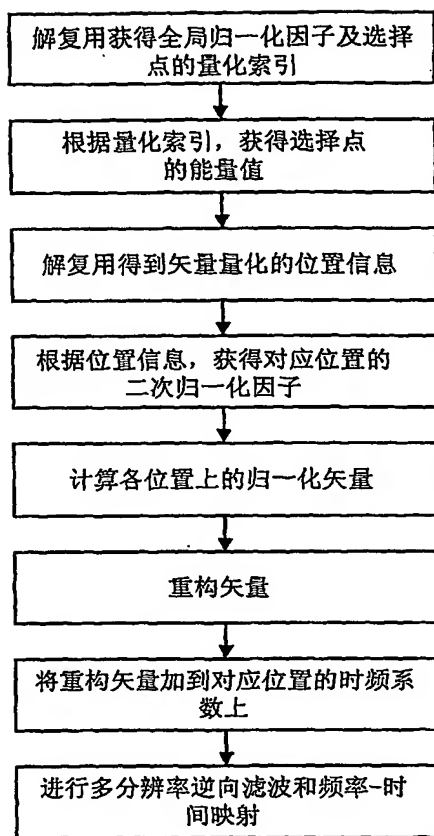 解复用获得全局归一化因子及选择
点的量化索引
根据量化索引，获得选择点
的能量值
解复用得到矢量量化的位置信息
根据位置信息，获得对应位置的
二次归一化因子
计算各位置上的归一化矢量
重构矢量
将重构矢量加到对应位置的时频系
数上
进行多分辨率逆向滤波和频率-时
间映射